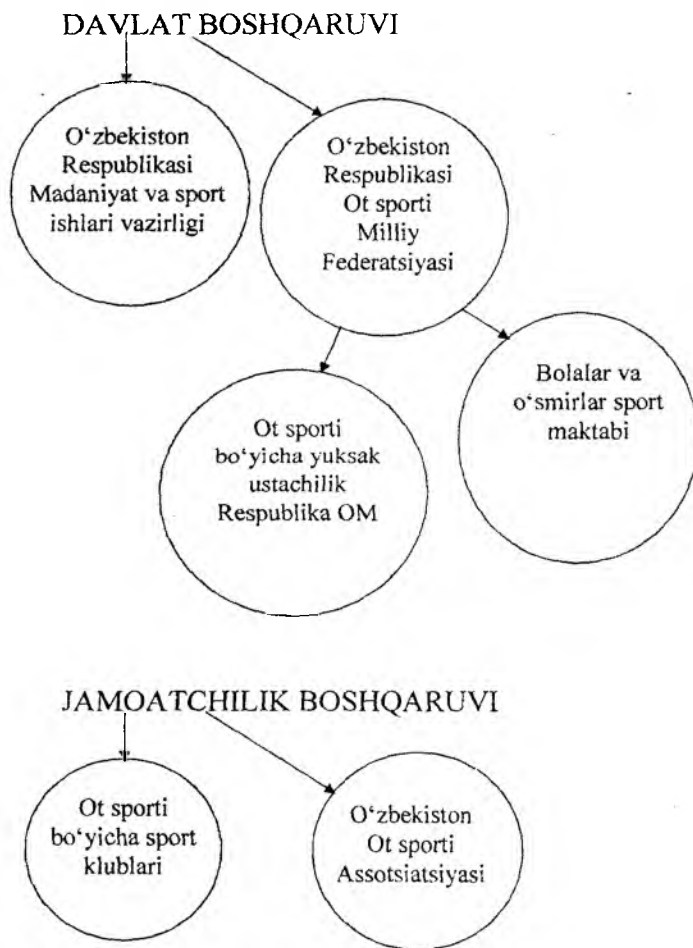 DAVLAT BOSHQARUVI
O‘zbekiston
Respublikasi
Madaniyat va sport
ishlari vazirligi
O‘zbekiston
Respublikasi
Ot sporti
Milliy
Federatsiyasi
Ot sporti
bo‘yicha yuksak
ustachilik
Respublika OM
Bolalar va
o‘smirlar sport
maktabi
JAMOATCHILIK BOSHQARUVI
Ot sporti
bo‘yicha sport
klublari
O‘zbekiston
Ot sporti
Assotsiatsiyasi